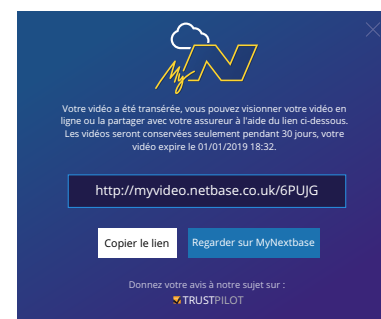 MyN
Votre vidéo a été transérée, vous pouvez visionner votre vidéo en
ligne ou la partager avec votre assureur à l'aide du lien ci-dessous.
Les vidéos seront conservées seulement pendant 30 jours, votre
vidéo expire le 01/01/2019 18:32.
http://myvideo.netbase.co.uk/6PUJG
Copier le lien Regarder sur MyNextbase
Donnez votre avis à notre sujet sur :
TRUSTPILOT